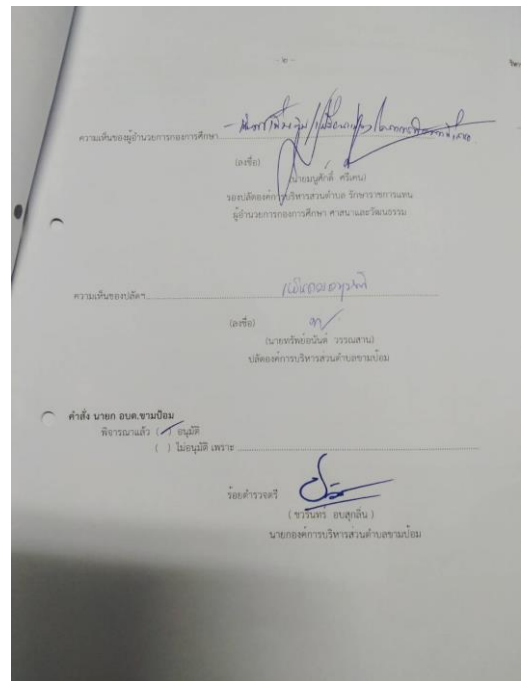 - ๒ -
ความเห็นของผู้อำนวยการกองการศึกษา
(ลงชื่อ)
(นายมนูศักดิ์ ศรีเคน)
รองปลัดองค์การบริหารส่วนตำบล รักษาราชการแทน
ผู้อำนวยการกองการศึกษา ศาสนาและวัฒนธรรม
ความเห็นของปลัดฯ
(ลงชื่อ)
(นายทรัพย์อนันต์ วรรณสาน)
ปลัดองค์การบริหารส่วนตำบลขามป้อม
คำสั่ง นายก อบต.ขามป้อม
พิจารณาแล้ว ( / ) อนุมัติ
( ) ไม่อนุมัติ เพราะ
ร้อยตำรวจตรี
( ชวรินทร์ อบสุกลิ่น )
นายกองค์การบริหารส่วนตำบลขามป้อม